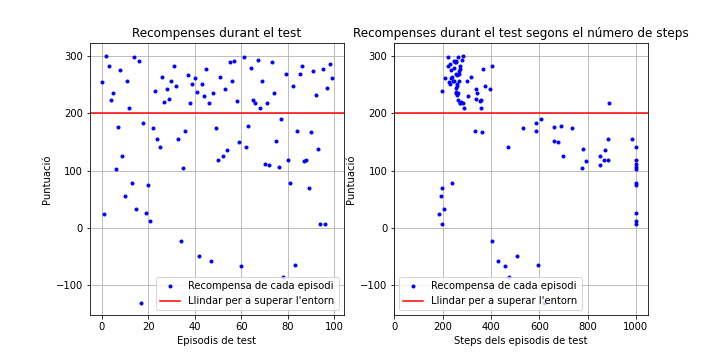 Recompenses durant el test
Recompenses durant el test segons el número de steps
Puntuació
300
200
100
0
−100
0
20
40
60
80
100
Episodis de test
Recompensa de cada episodi
Llindar per a superar l'entorn
Puntuació
300
200
100
0
−100
0
200
400
600
800
1000
Steps dels episodis de test
Recompensa de cada episodi
Llindar per a superar l'entorn